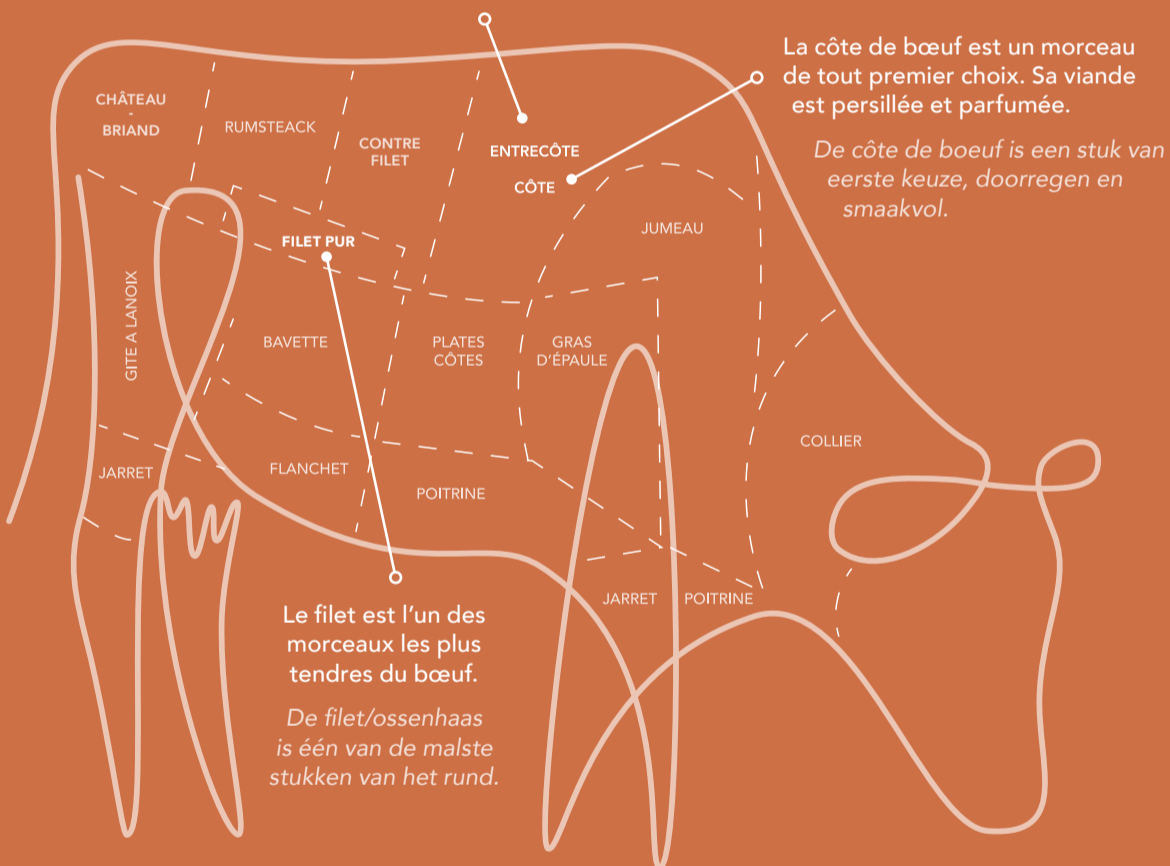 La côte de bœuf est un morceau
de tout premier choix. Sa viande
est persillée et parfumée.
De côte de boeuf is een stuk van
eerste keuze, doorregen en
smaakvol.
CHÂTEAU
-
BRIAND
RUMSTEACK
CONTRE
FILET
ENTRECÔTE
CÔTE
JUMEAU
FILET PUR
GITE A LANOIX
BAVETTE
PLATES
CÔTES
GRAS
D'ÉPAULE
COLLIER
JARRET
FLANCHET
POITRINE
JARRET
POITRINE
Le filet est l'un des
morceaux les plus
tendres du bœuf.
De filet/ossenhaas
is één van de malste
stukken van het rund.